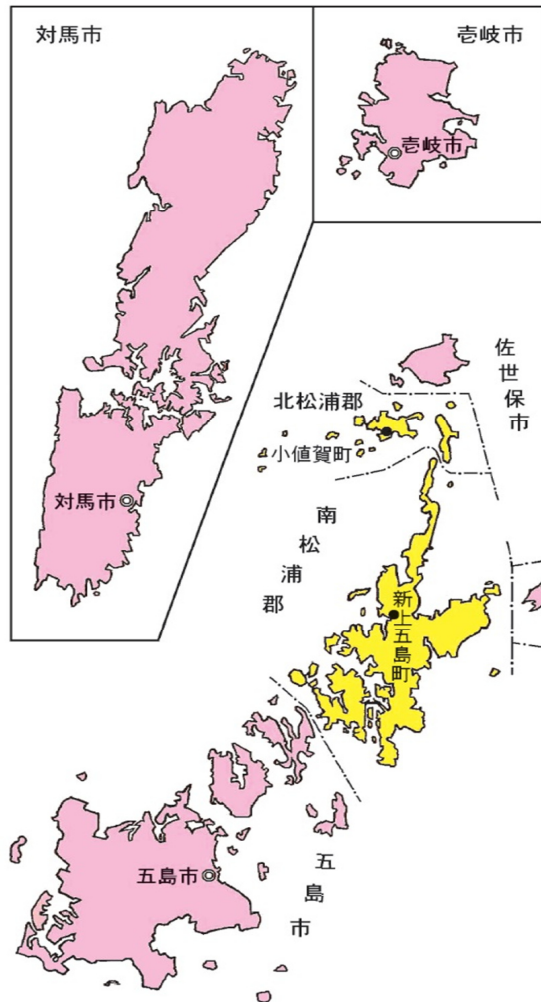 対馬市
壱岐市
壱岐市
佐世保市
北松浦郡
小値賀町
対馬市
南松浦郡
新上五島町
五島市
五島市